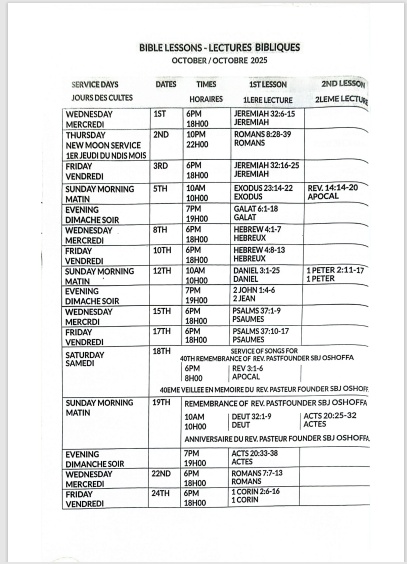 BIBLE LESSONS - LECTURES BIBLIQUES
OCTOBER / OCTOBRE 2025
SERVICE DAYS DATES TIMES 1ST LESSON 2ND LESSON
JOURS DES CULTES HORAIRES 1LERE LECTURE 2LEME LECTURE
WEDNESDAY 1ST 6PM JEREMIAH 32:6-15
MERCREDI 18H00 JEREMIAH
THURSDAY 2ND 10PM ROMANS 8:28-39
NEW MOON SERVICE 22H00 ROMANS
1ER JEUDI DU NDIS MOIS
FRIDAY 3RD 6PM JEREMIAH 32:16-25
VENDREDI 18H00 JEREMIAH
SUNDAY MORNING 5TH 10AM EXODUS 23:14-22 REV. 14:14-20
MATIN 10H00 EXODUS APOCAL
EVENING 7PM GALAT 6:1-18
DIMACHE SOIR 19H00 GALAT
WEDNESDAY 8TH 6PM HEBREW 4:1-7
MERCREDI 18H00 HEBREUX
FRIDAY 10TH 6PM HEBREW 4:8-13
VENDREDI 18H00 HEBREUX
SUNDAY MORNING 12TH 10AM DANIEL 3:1-25 1 PETER 2:11-17
MATIN 10H00 DANIEL 1 PETER
EVENING 7PM 2 JOHN 1:4-6
DIMACHE SOIR 19H00 2 JEAN
WEDNESDAY 15TH 6PM PSALMS 37:1-9
MERCRDI 18H00 PSAUMES
FRIDAY 17TH 6PM PSALMS 37:10-17
VENDREDI 18H00 PSAUMES
SATURDAY 18TH SERVICE OF SONGS FOR
SAMEDI 40TH REMEMBRANCE OF REV. PASTFOUNDER SBJ OSHOFFA
6PM REV 3:1-6
8H00 APOCAL
40EME VEILLEE EN MEMOIRE DU REV. PASTEUR FOUNDER SBJ OSHOFF
SUNDAY MORNING 19TH REMEMBRANCE OF REV. PASTFOUNDER SBJ OSHOFFA
MATIN
10AM DEUT 32:1-9 ACTS 20:25-32
10H00 DEUT ACTES
ANNIVERSAIRE DU REV. PASTEUR FOUNDER SBJ OSHOFFA
EVENING 7PM ACTS 20:33-38
DIMANCHE SOIR 19H00 ACTES
WEDNESDAY 22ND 6PM ROMANS 7:7-13
MERCREDI 18H00 ROMANS
FRIDAY 24TH 6PM 1 CORIN 2:6-16
VENDREDI 18H00 1 CORIN